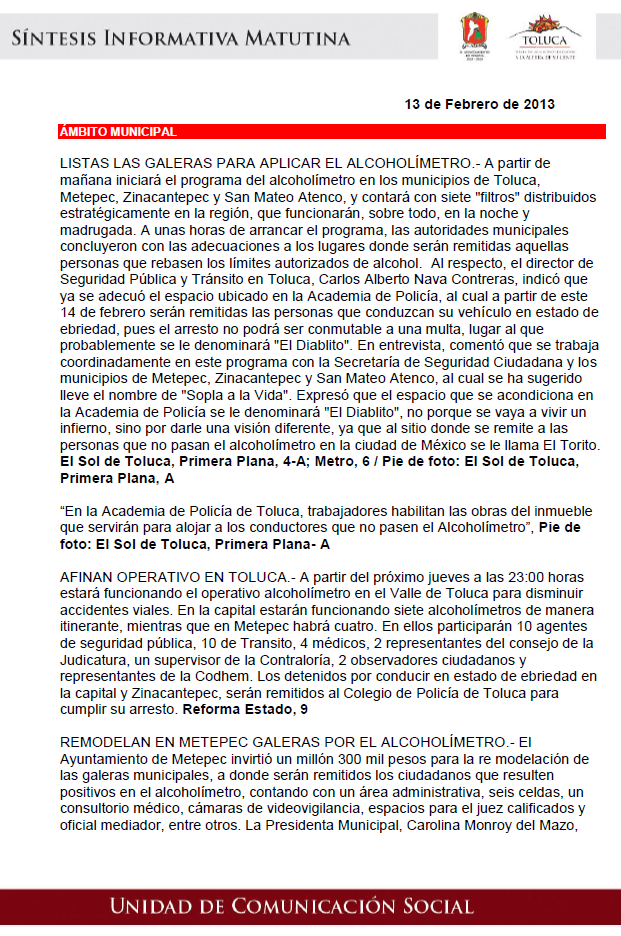 SÍNTESIS INFORMATIVA MATUTINA
TOLUCA
13 de Febrero de 2013
ÁMBITO MUNICIPAL
LISTAS LAS GALERAS PARA APLICAR EL ALCOHOLÍMETRO.- A partir de
mañana iniciará el programa del alcoholímetro en los municipios de Toluca,
Metepec, Zinacantepec y San Mateo Atenco, y contará con siete "filtros" distribuidos
estratégicamente en la región, que funcionarán, sobre todo, en la noche y
madrugada. A unas horas de arrancar el programa, las autoridades municipales
concluyeron con las adecuaciones a los lugares donde serán remitidas aquellas
personas que rebasen los límites autorizados de alcohol.  Al respecto, el director de
Seguridad Pública y Tránsito en Toluca, Carlos Alberto Nava Contreras, indicó que
ya se adecuó el espacio ubicado en la Academia de Policía, al cual a partir de este
14 de febrero serán remitidas las personas que conduzcan su vehículo en estado de
ebriedad, pues el arresto no podrá ser conmutable a una multa, lugar al que
probablemente se le denominará "El Diablito". En entrevista, comentó que se trabaja
coordinadamente en este programa con la Secretaría de Seguridad Ciudadana y los
municipios de Metepec, Zinacantepec y San Mateo Atenco, al cual se ha sugerido
lleve el nombre de "Sopla a la Vida". Expresó que el espacio que se acondiciona en
la Academia de Policía se le denominará "El Diablito", no porque se vaya a vivir un
infierno, sino por darle una visión diferente, ya que al sitio donde se remite a las
personas que no pasan el alcoholímetro en la ciudad de México se le llama El Torito.
El Sol de Toluca, Primera Plana, 4-A; Metro, 6 / Pie de foto: El Sol de Toluca,
Primera Plana, A
“En la Academia de Policía de Toluca, trabajadores habilitan las obras del inmueble
que servirán para alojar a los conductores que no pasen el Alcoholímetro”, Pie de
foto: El Sol de Toluca, Primera Plana- A
AFINAN OPERATIVO EN TOLUCA.- A partir del próximo jueves a las 23:00 horas
estará funcionando el operativo alcoholímetro en el Valle de Toluca para disminuir
accidentes viales. En la capital estarán funcionando siete alcoholímetros de manera
itinerante, mientras que en Metepec habrá cuatro. En ellos participarán 10 agentes
de seguridad pública, 10 de Transito, 4 médicos, 2 representantes del consejo de la
Judicatura, un supervisor de la Contraloría, 2 observadores ciudadanos y
representantes de la Codhem. Los detenidos por conducir en estado de ebriedad en
la capital y Zinacantepec, serán remitidos al Colegio de Policía de Toluca para
cumplir su arresto. Reforma Estado, 9
REMODELAN EN METEPEC GALERAS POR EL ALCOHOLÍMETRO.- El
Ayuntamiento de Metepec invirtió un millón 300 mil pesos para la re modelación de
las galeras municipales, a donde serán remitidos los ciudadanos que resulten
positivos en el alcoholímetro, contando con un área administrativa, seis celdas, un
consultorio médico, cámaras de videovigilancia, espacios para el juez calificados y
oficial mediador, entre otros. La Presidenta Municipal, Carolina Monroy del Mazo,
UNIDAD DE COMUNICACIÓN SOCIAL